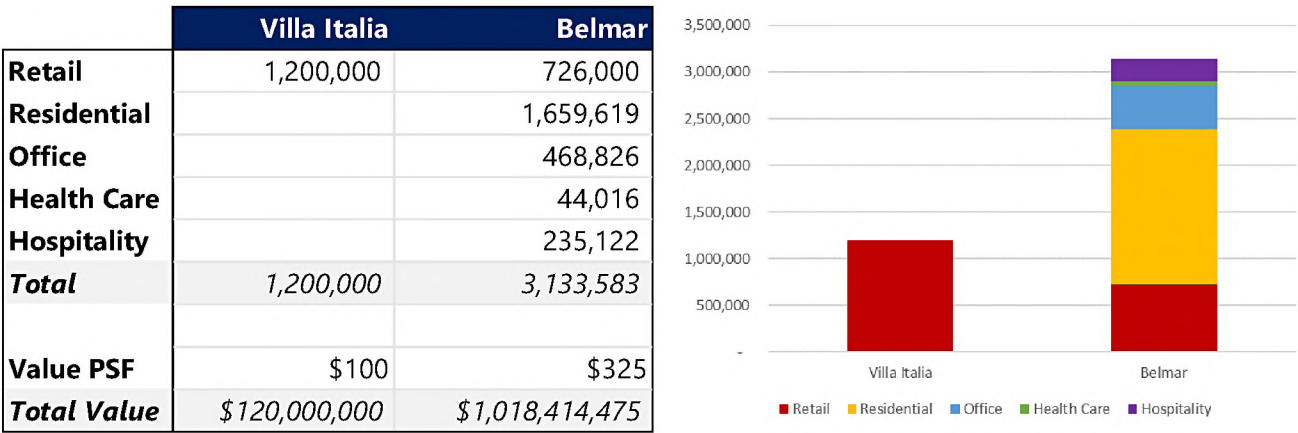 Villa Italia Belmar
Retail 1,200,000 726,000
Residential 1,659,619
Office 468,826
Health Care 44,016
Hospitality 235,122
Total 1,200,000 3,133,583
Value PSF $100 $325
Total Value $120,000,000 $1,018,414,475
3,500,000
3,000,000
2,500,000
2,000,000
1,500,000
1,000,000
500,000
-
Villa Italia Belmar
Retail Residential Office Health Care Hospitality